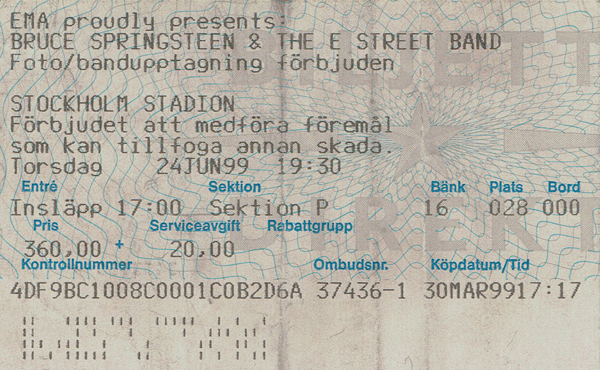 EMA proudly presents:
BRUCE SPRINGSTEEN & THE E STREET BAND
Foto/bandupptagning förbjuden
STOCKHOLM STADION
Förbjudet att medföra föremål
som kan tillfoga annan skada.
Torsdag 24JUN99 19:30
Entré Sektion Bänk Plats Bord
Insläpp 17:00 Sektion P 16 028 000
Pris Serviceavgift Rabattgrupp
360,00 + 20,00
Kontrollnummer Ombudsnr. Köpdatum/Tid
4DF9BC1008C0001C0B2D6A 37436-1 30MAR9917:17
BILJETT
DIREKT